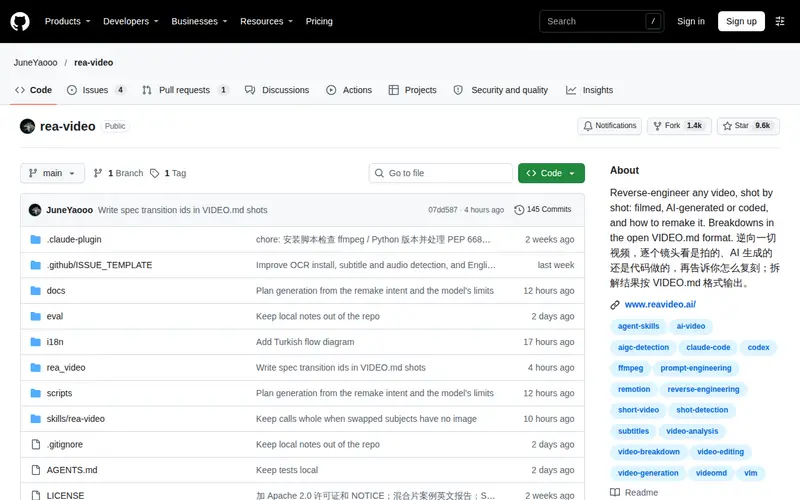 Products Developers Business Resources Pricing Search / Sign in Sign up
JuneYaooo / rea-video
Code Issues 4 Pull requests 1 Discussions Actions Projects Security and quality Insights
rea-video Public Notifications Fork 1.4k Star 9.6k
main 1 Branch 1 Tag Go to file Code
JuneYaooo Write spec transition ids in VIDEO.md shots 07dd587 · 4 hours ago 145 Commits
.claude-plugin chore: 安装脚本检查 ffmpeg / Python 版本并处理 PEP 668… 2 weeks ago
.github/ISSUE_TEMPLATE Improve OCR install, subtitle and audio detection, and Engli… last week
docs Plan generation from the remake intent and the model's limits 12 hours ago
eval Keep local notes out of the repo 2 days ago
i18n Add Turkish flow diagram 17 hours ago
rea_video Write spec transition ids in VIDEO.md shots 4 hours ago
scripts Plan generation from the remake intent and the model's limits 12 hours ago
skills/rea-video Keep calls whole when swapped subjects have no image 10 hours ago
.gitignore Keep local notes out of the repo 2 days ago
AGENTS.md Keep tests local 2 days ago
LICENSE 加 Apache 2.0 许可证和 NOTICE；混合片案例英文报告；S… 2 weeks ago
About
Reverse-engineer any video, shot by
shot: filmed, AI-generated or coded,
and how to remake it. Breakdowns in
the open VIDEO.md format. 逆向一切
视频，逐个镜头看是拍的、AI 生成的
还是代码做的，再告诉你怎么复刻；拆
解结果按 VIDEO.md 格式输出。
www.reavideo.ai/
agent-skills ai-video
aigc-detection claude-code codex
ffmpeg prompt-engineering
remotion reverse-engineering
short-video shot-detection
subtitles video-analysis
video-breakdown video-editing
video-generation videomd vlm
Readme